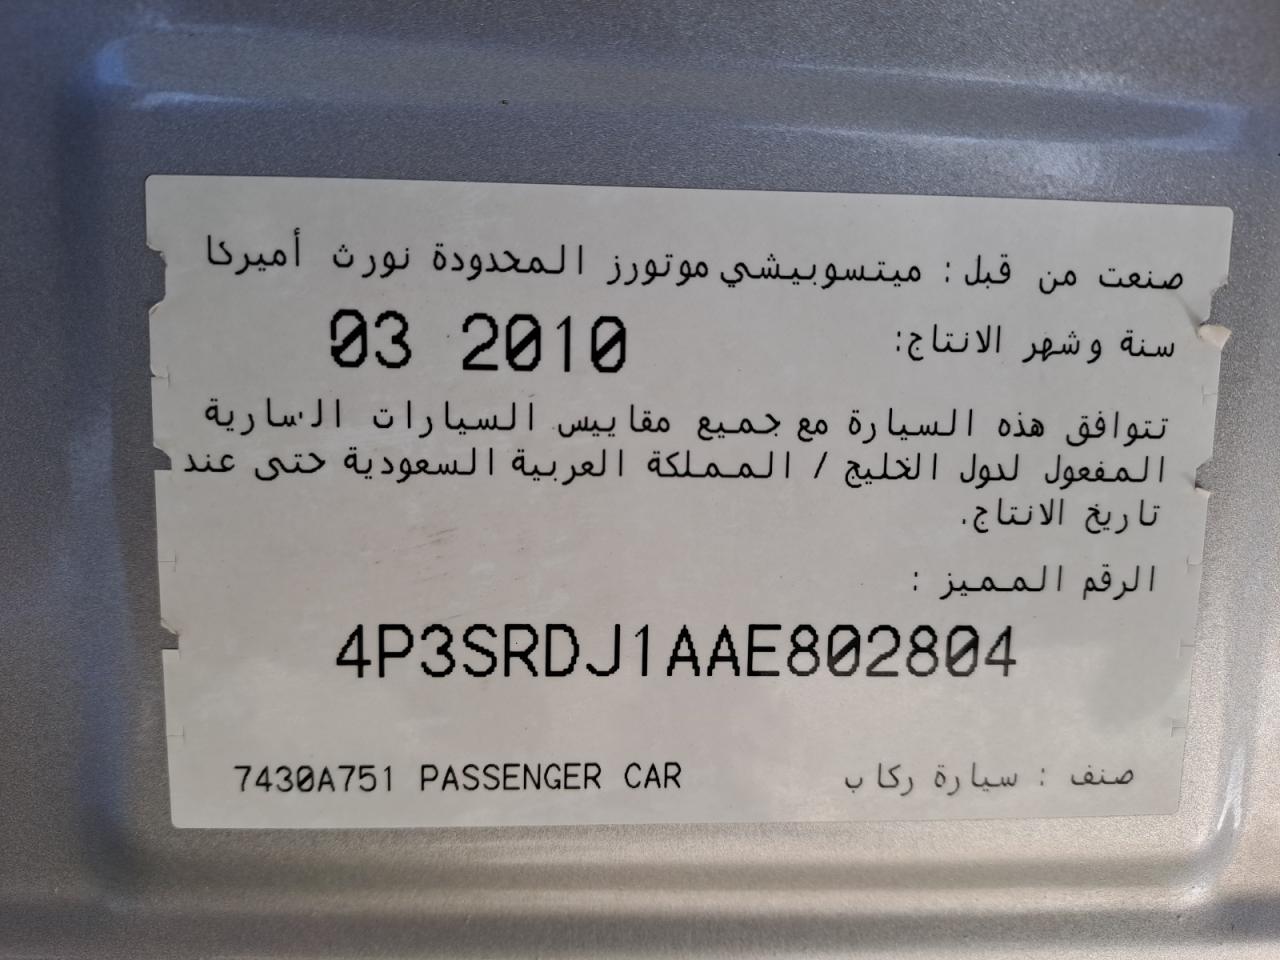 صنعت من قبل : ميتسوبيشي موتورز المحدودة نورث أميركا
سنة وشهر الانتاج: 03 2010
تتوافق هذه السيارة مع جميع مقاييس السيارات السارية
المفعول لدول الخليج / المملكة العربية السعودية حتى عند
تاريخ الانتاج.
الرقم المميز :
4P3SRDJ1AAE802804
صنف : سيارة ركاب 7430A751 PASSENGER CAR